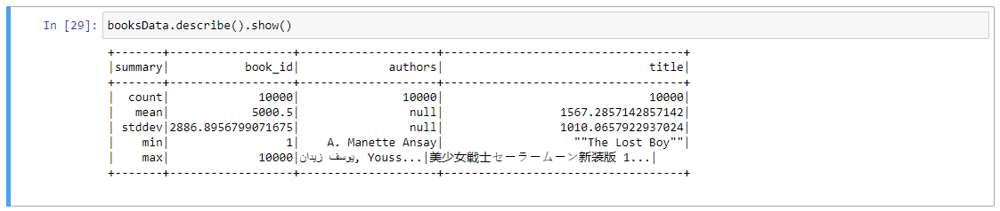 In [29]: booksData.describe().show()
+-------+------------------+--------------------+--------------------------------+
|summary|           book_id|             authors|                           title|
+-------+------------------+--------------------+--------------------------------+
|  count|             10000|               10000|                           10000|
|   mean|            5000.5|                null|                 1567.2857142857142|
| stddev|2886.8956799071675|                null|                 1010.0657922937024|
|    min|                 1|    A. Manette Ansay|                ""The Lost Boy""|
|    max|             10000|يوسف زيدان, Youss...|美少女戦士セーラームーン新装版 1...|
+-------+------------------+--------------------+--------------------------------+